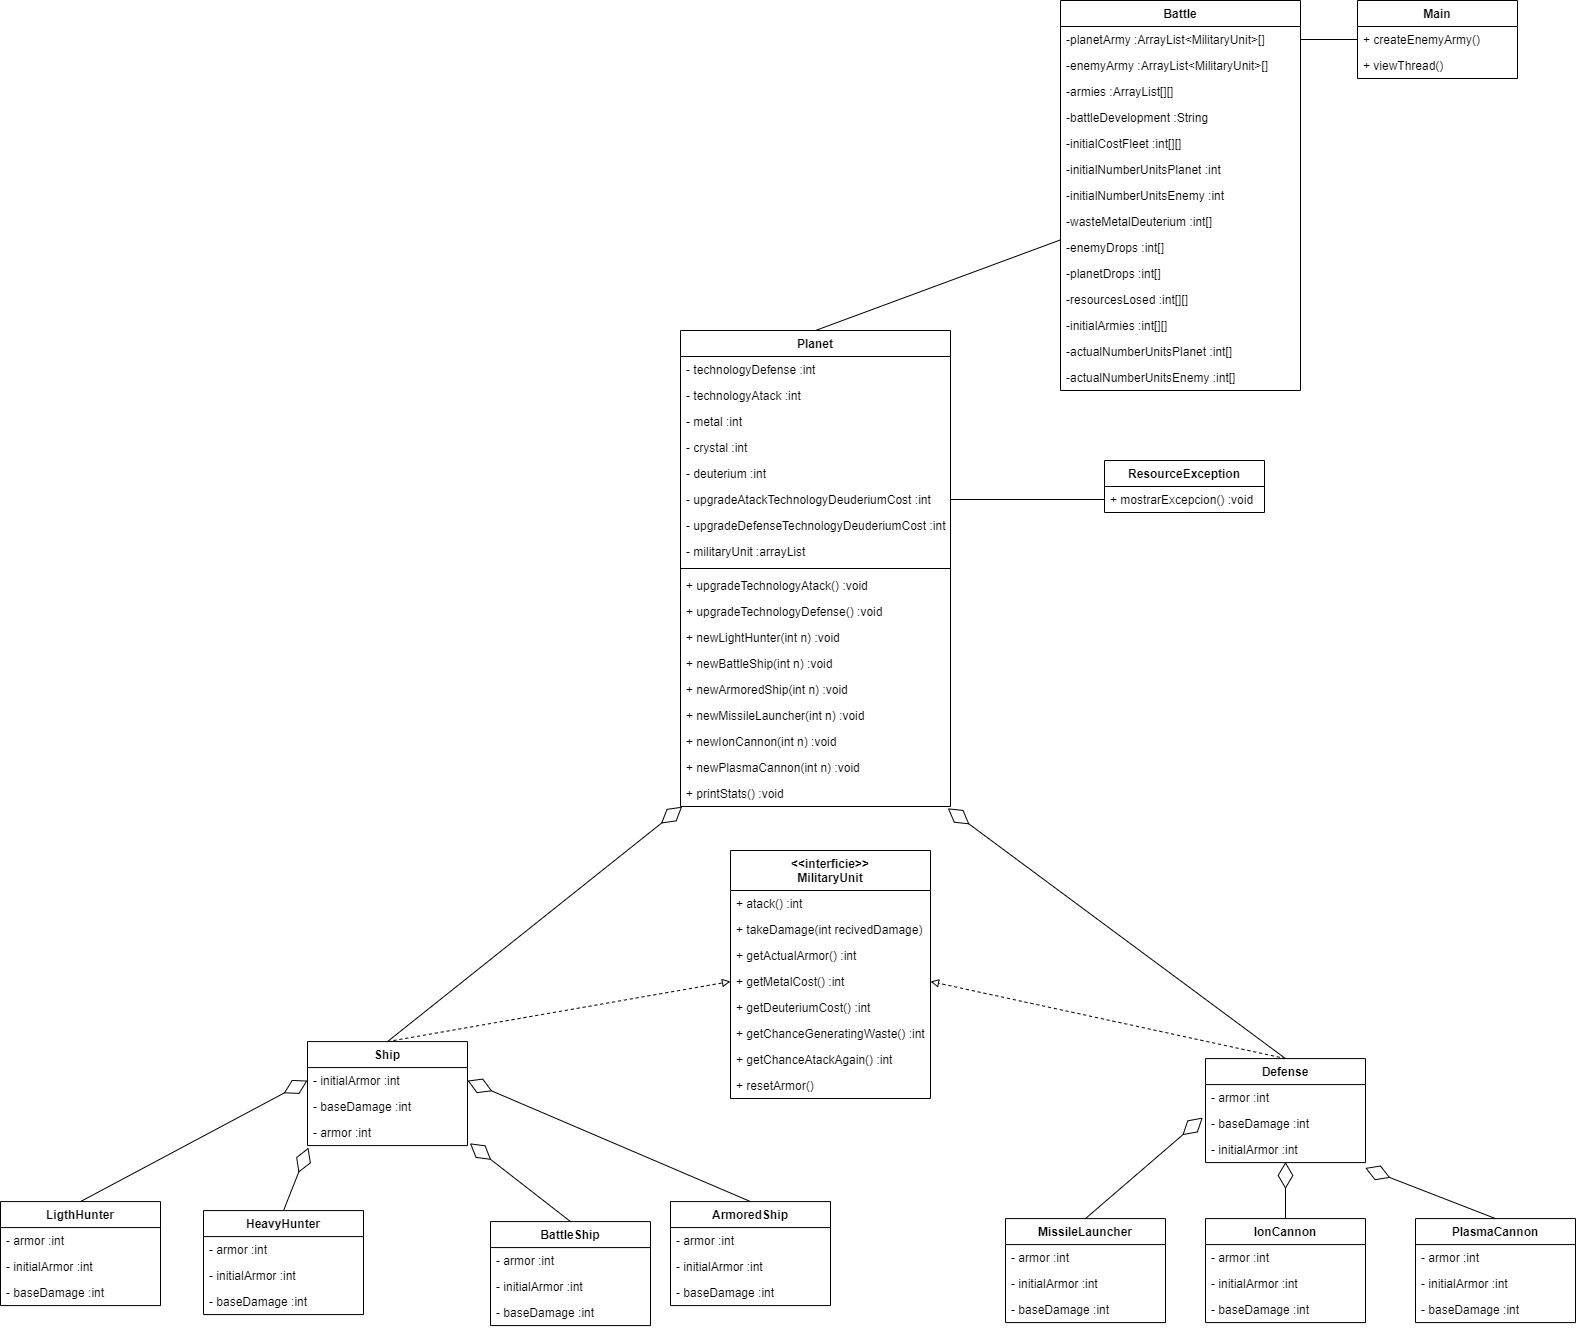 Battle
-planetArmy :ArrayList<MilitaryUnit>[]
-enemyArmy :ArrayList<MilitaryUnit>[]
-armies :ArrayList[][]
-battleDevelopment :String
-initialCostFleet :int[][]
-initialNumberUnitsPlanet :int
-initialNumberUnitsEnemy :int
-wasteMetalDeuterium :int[]
-enemyDrops :int[]
-planetDrops :int[]
-resourcesLosed :int[][]
-initialArmies :int[][]
-actualNumberUnitsPlanet :int[]
-actualNumberUnitsEnemy :int[]
Main
+ createEnemyArmy()
+ viewThread()
Planet
- technologyDefense :int
- technologyAtack :int
- metal :int
- crystal :int
- deuterium :int
- upgradeAtackTechnologyDeuderiumCost :int
- upgradeDefenseTechnologyDeuderiumCost :int
- militaryUnit :arrayList
+ upgradeTechnologyAtack() :void
+ upgradeTechnologyDefense() :void
+ newLightHunter(int n) :void
+ newBattleShip(int n) :void
+ newArmoredShip(int n) :void
+ newMissileLauncher(int n) :void
+ newIonCannon(int n) :void
+ newPlasmaCannon(int n) :void
+ printStats() :void
ResourceException
+ mostrarExcepcion() :void
<<interficie>>
MilitaryUnit
+ atack() :int
+ takeDamage(int recivedDamage)
+ getActualArmor() :int
+ getMetalCost() :int
+ getDeuteriumCost() :int
+ getChanceGeneratingWaste() :int
+ getChanceAtackAgain() :int
+ resetArmor()
Ship
- initialArmor :int
- baseDamage :int
- armor :int
Defense
- armor :int
- baseDamage :int
- initialArmor :int
LigthHunter
- armor :int
- initialArmor :int
- baseDamage :int
HeavyHunter
- armor :int
- initialArmor :int
- baseDamage :int
BattleShip
- armor :int
- initialArmor :int
- baseDamage :int
ArmoredShip
- armor :int
- initialArmor :int
- baseDamage :int
MissileLauncher
- armor :int
- initialArmor :int
- baseDamage :int
IonCannon
- armor :int
- initialArmor :int
- baseDamage :int
PlasmaCannon
- armor :int
- initialArmor :int
- baseDamage :int